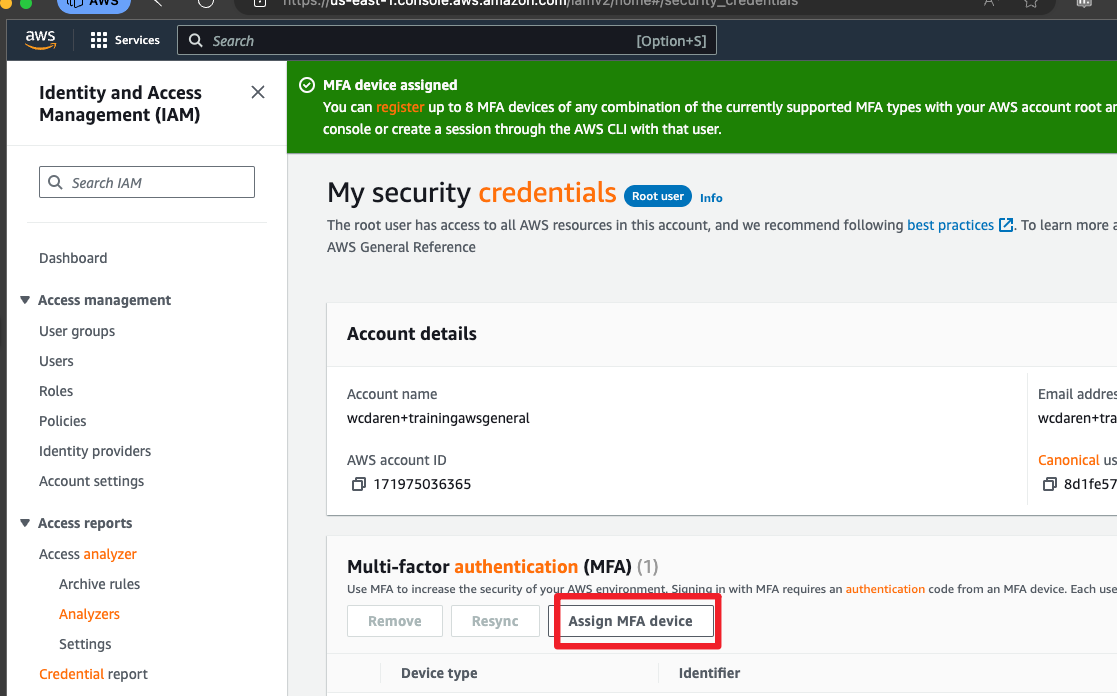 AWS
https://us-east-1.console.aws.amazon.com/iamv2/home#/security_credentials
aws
Services
Search
[Option+S]
Identity and Access
Management (IAM)
Search IAM
Dashboard
Access management
User groups
Users
Roles
Policies
Identity providers
Account settings
Access reports
Access analyzer
Archive rules
Analyzers
Settings
Credential report
MFA device assigned
You can register up to 8 MFA devices of any combination of the currently supported MFA types with your AWS account root
console or create a session through the AWS CLI with that user.
My security credentials
Root user
Info
The root user has access to all AWS resources in this account, and we recommend following best practices. To learn more
AWS General Reference
Account details
Account name
wcdaren+trainingawsgeneral
AWS account ID
171975036365
Email addres
wcdaren+tra
Canonical us
8d1fe57
Multi-factor authentication (MFA) (1)
Use MFA to increase the security of your AWS environment. Signing in with MFA requires an authentication code from an MFA device. Each use
Remove
Resync
Assign MFA device
Device type
Identifier